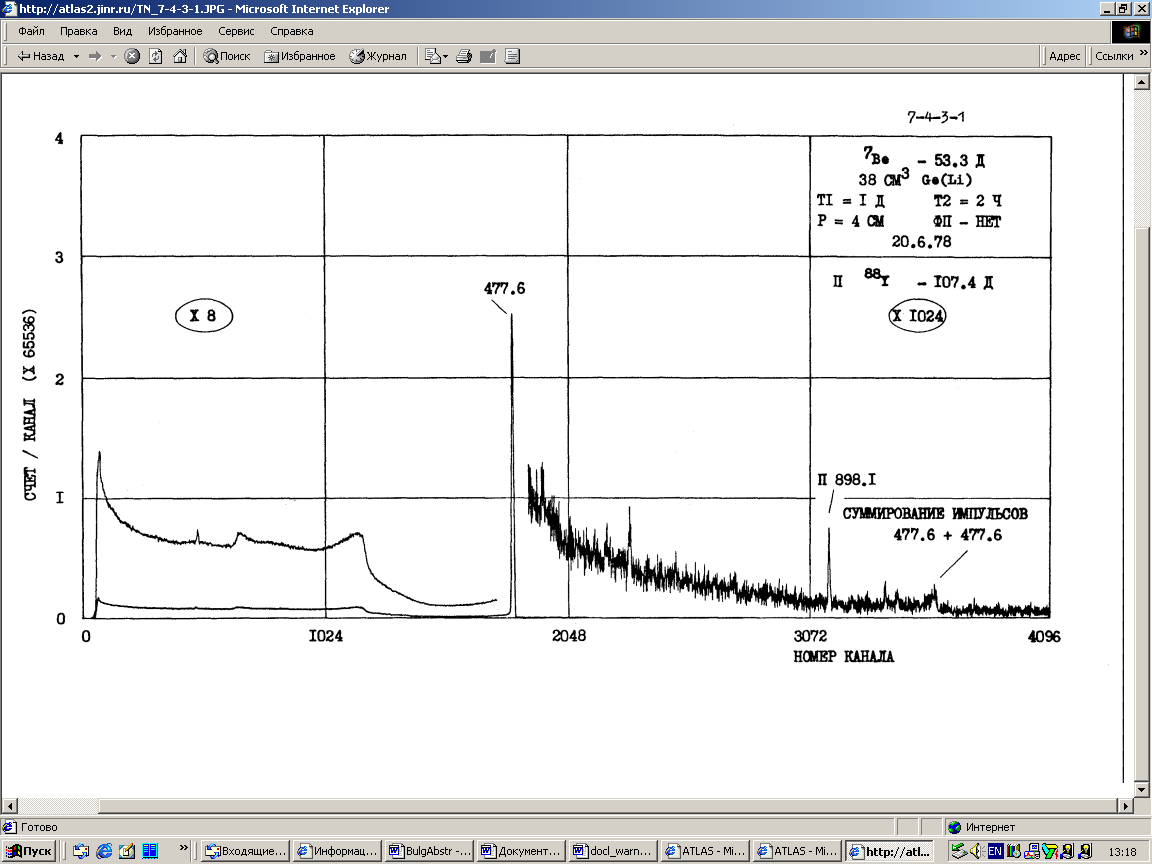 http://atlas2.jinr.ru/TN_7-4-3-1.JPG - Microsoft Internet Explorer
Файл Правка Вид Избранное Сервис Справка
Назад Поиск Избранное Журнал Адрес Ссылки »
7-4-3-1
4
3
2
I
0
СЧЕТ / КАНАЛ (X 65536)
⁷Be - 53.3 Д
38 СМ³ Ge(Li)
TI = I Д T2 = 2 Ч
P = 4 СМ ФП - НЕТ
20.6.78
П ⁸⁸Y - I07.4 Д
X 8
X I024
477.6
П 898.I
СУММИРОВАНИЕ ИМПУЛЬСОВ
477.6 + 477.6
0 I024 2048 3072 4096
НОМЕР КАНАЛА
Готово Интернет
Пуск » Входящие... Информац... BulgAbstr -... Документ... docl_warn... ATLAS - Mi... ATLAS - Mi... http://atl... EN 13:18